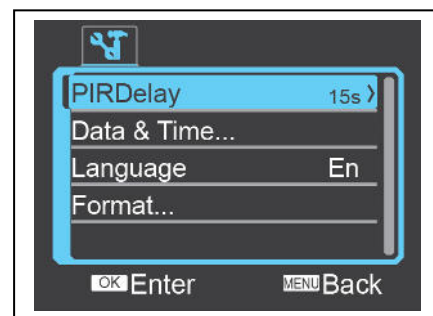 PIRDelay 15s
Data & Time...
Language En
Format...
OK Enter MENU Back